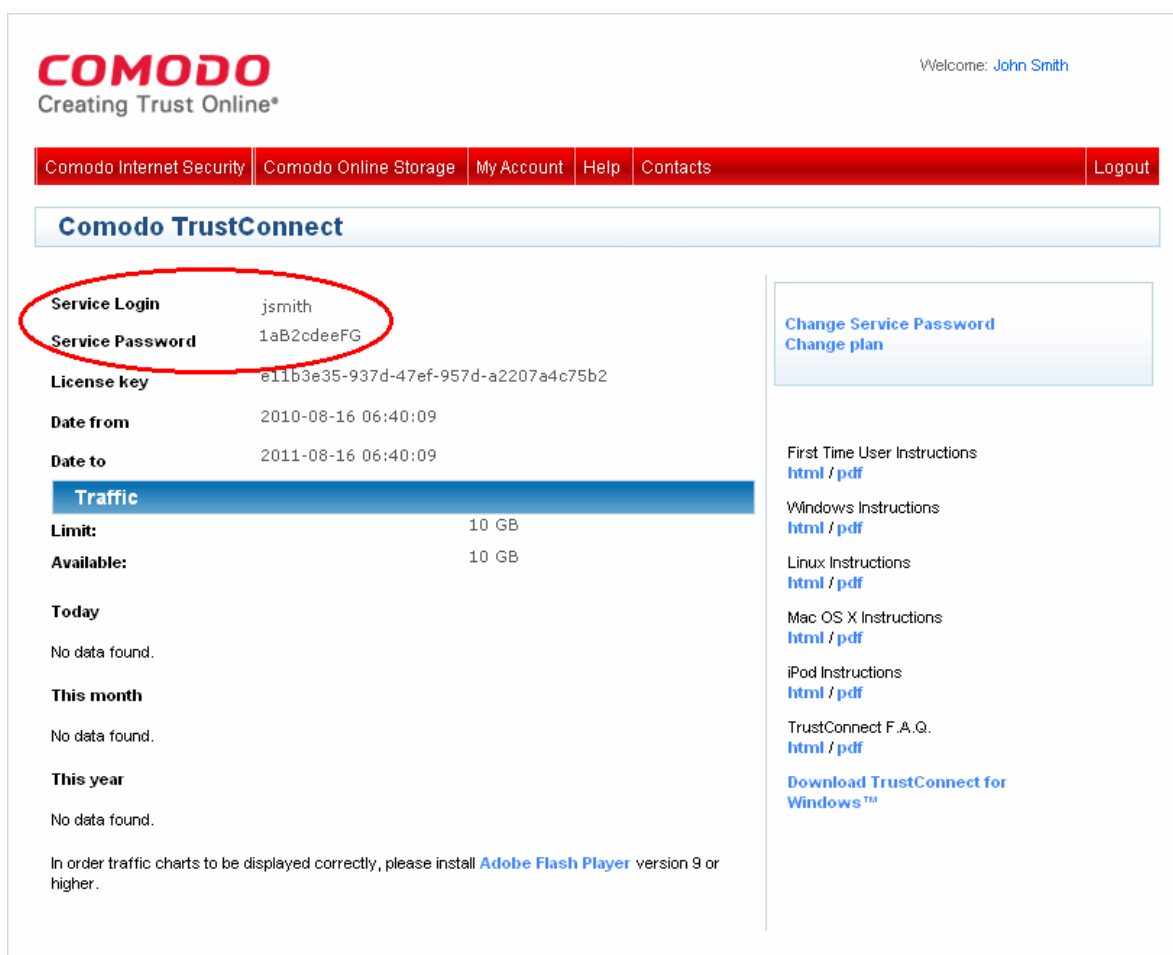 COMODO
Creating Trust Online®
Welcome: John Smith
Comodo Internet Security Comodo Online Storage My Account Help Contacts Logout
Comodo TrustConnect
Service Login jsmith
Service Password 1aB2cdeeFG
License key e11b3e35-937d-47ef-957d-a2207a4c75b2
Date from 2010-08-16 06:40:09
Date to 2011-08-16 06:40:09
Traffic
Limit: 10 GB
Available: 10 GB
Today
No data found.
This month
No data found.
This year
No data found.
In order traffic charts to be displayed correctly, please install Adobe Flash Player version 9 or
higher.
Change Service Password
Change plan
First Time User Instructions
html / pdf
Windows Instructions
html / pdf
Linux Instructions
html / pdf
Mac OS X Instructions
html / pdf
iPod Instructions
html / pdf
TrustConnect F.A.Q.
html / pdf
Download TrustConnect for
Windows™